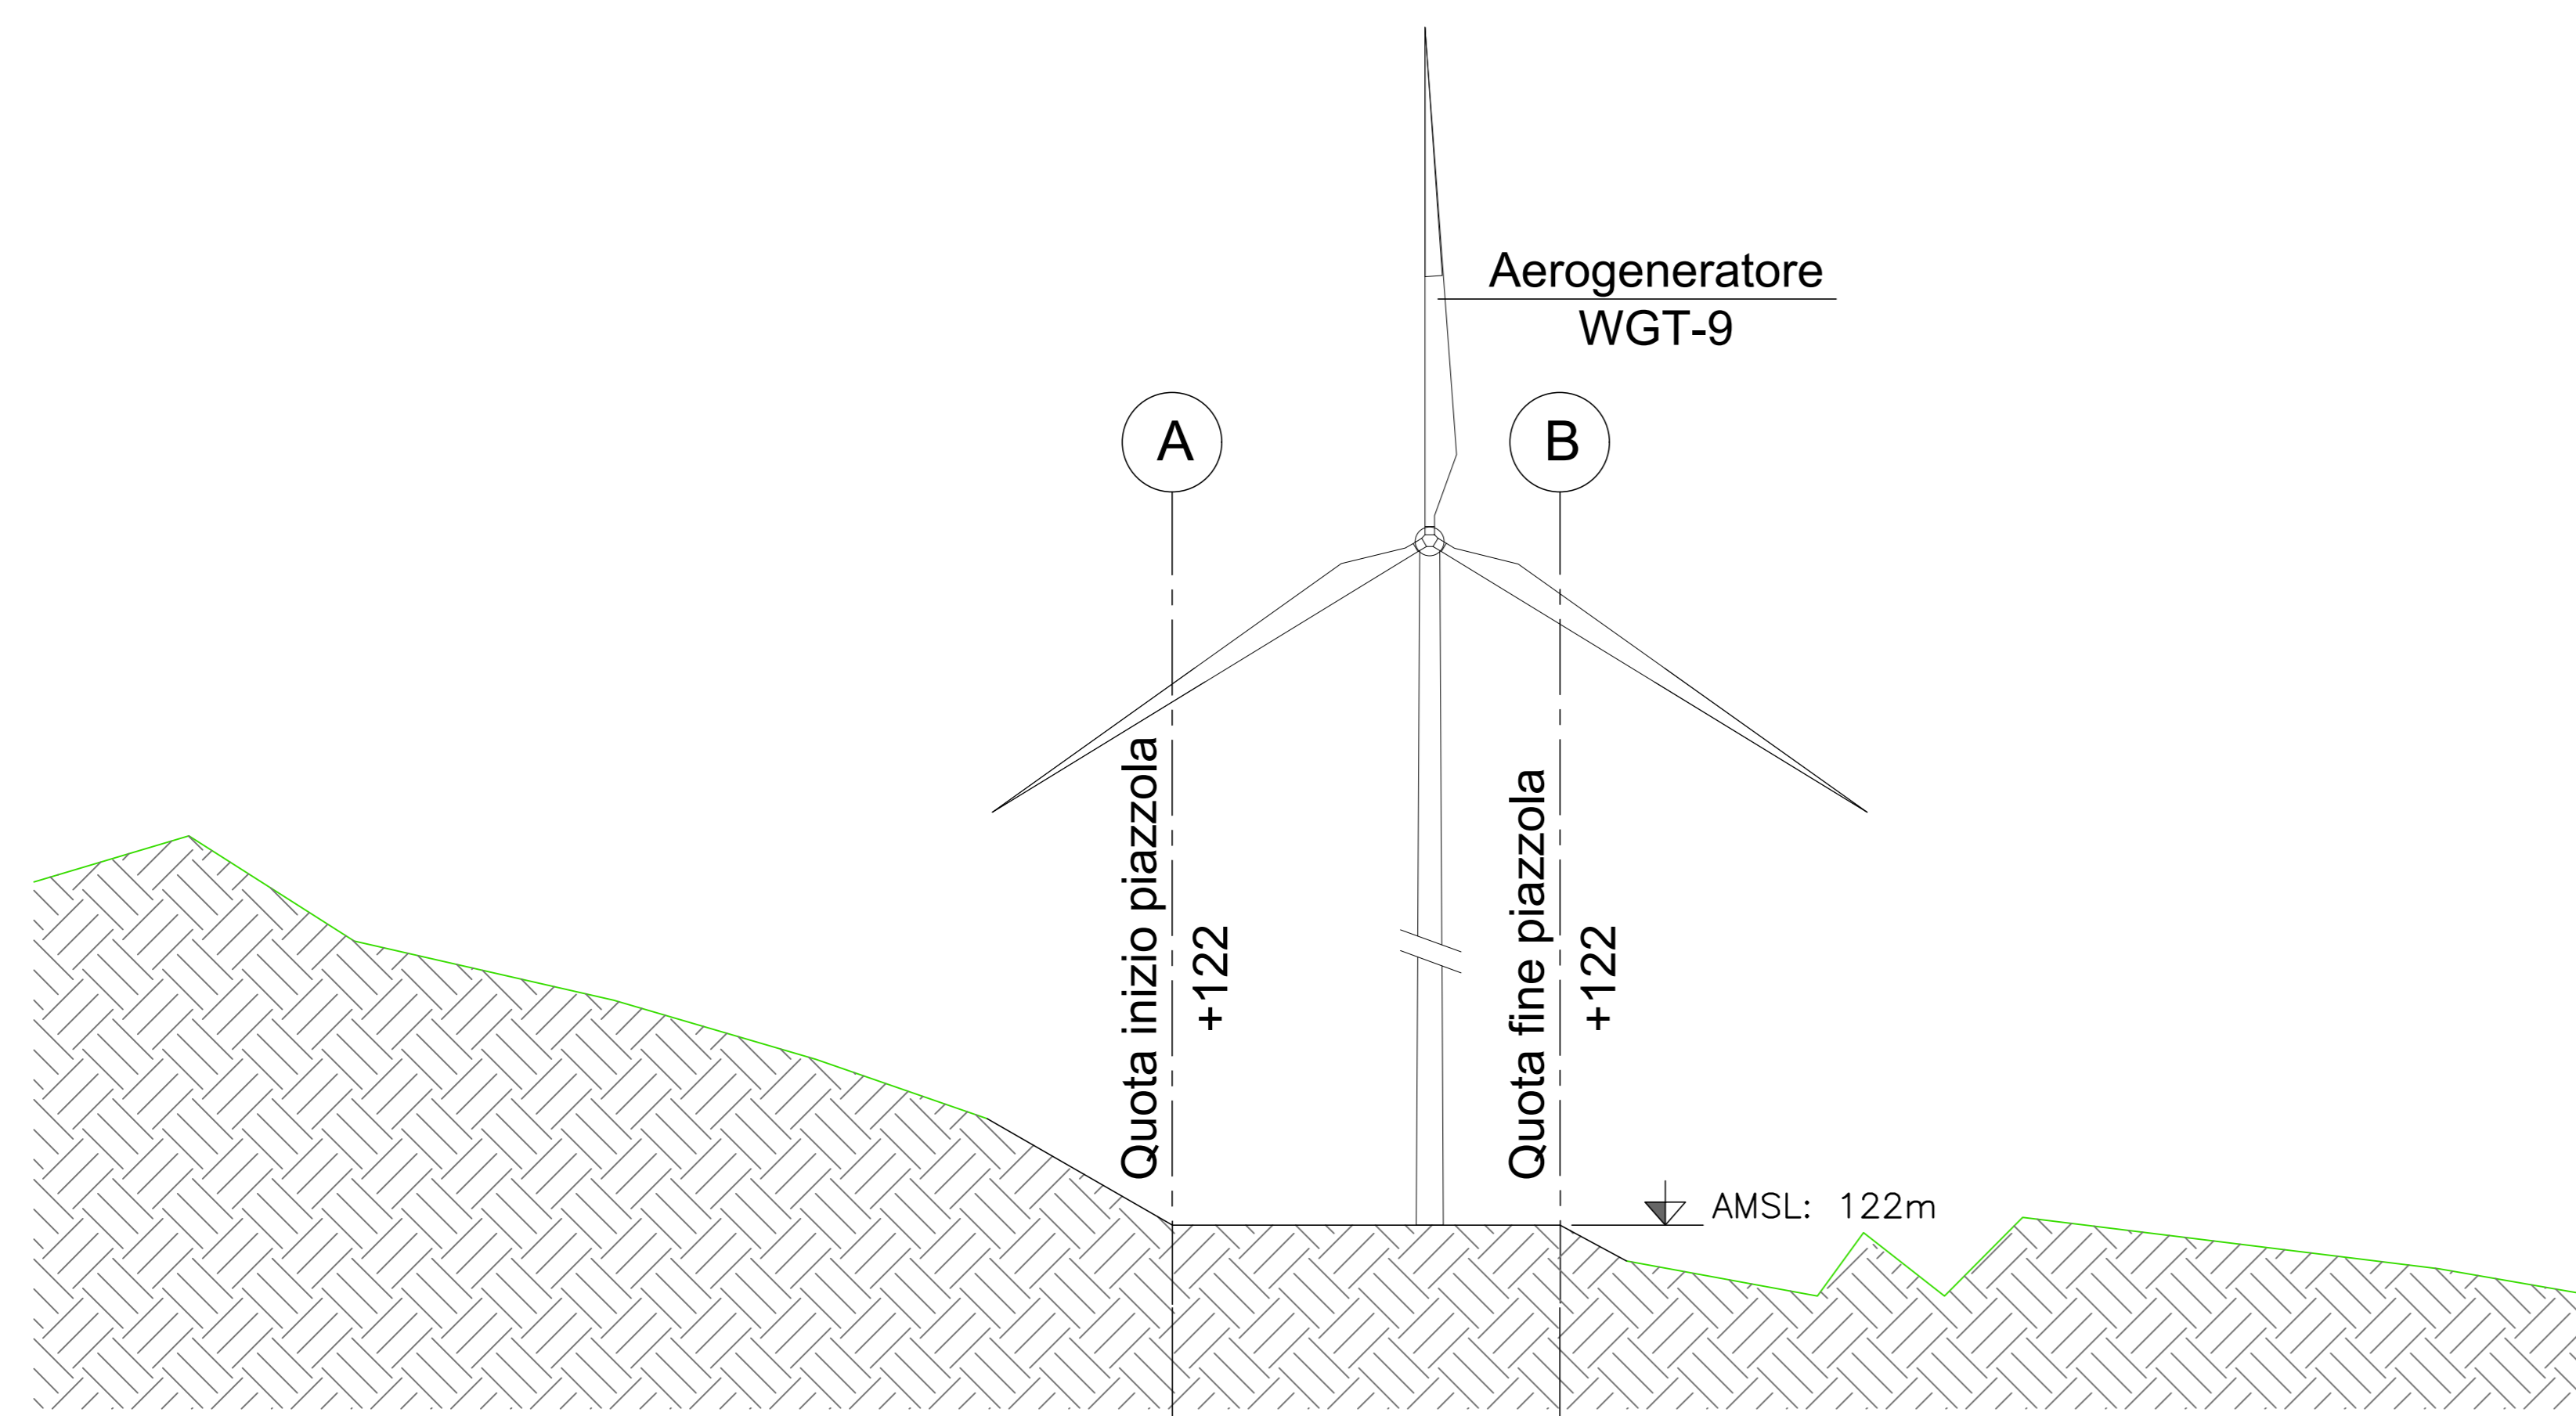 Aerogeneratore
WGT-9
A
B
Quota inizio piazzola
+122
Quota fine piazzola
+122
AMSL: 122m